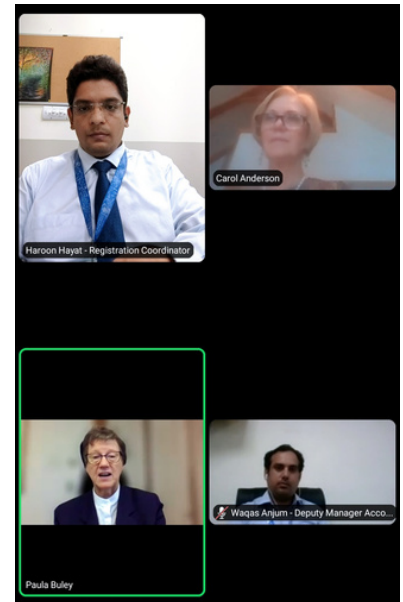 Haroon Hayat - Registration Coordinator
Carol Anderson
Paula Buley
Waqas Anjum - Deputy Manager Acco...